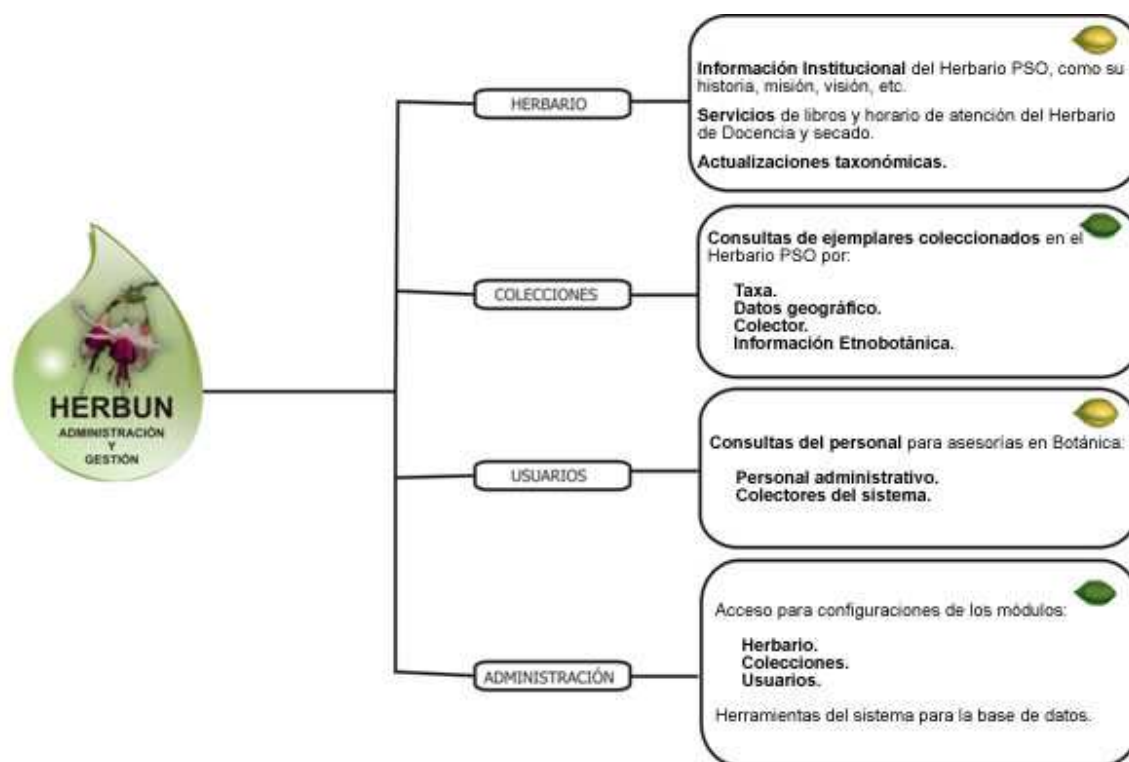 HERBUN
ADMINISTRACIÓN
Y
GESTIÓN
HERBARIO
Información Institucional del Herbario PSO, como su
historia, misión, visión, etc.
Servicios de libros y horario de atención del Herbario
de Docencia y secado.
Actualizaciones taxonómicas.
COLECCIONES
Consultas de ejemplares coleccionados en el
Herbario PSO por:
Taxa.
Datos geográfico.
Colector.
Información Etnobotánica.
USUARIOS
Consultas del personal para asesorías en Botánica:
Personal administrativo.
Colectores del sistema.
ADMINISTRACIÓN
Acceso para configuraciones de los módulos:
Herbario.
Colecciones.
Usuarios.
Herramientas del sistema para la base de datos.